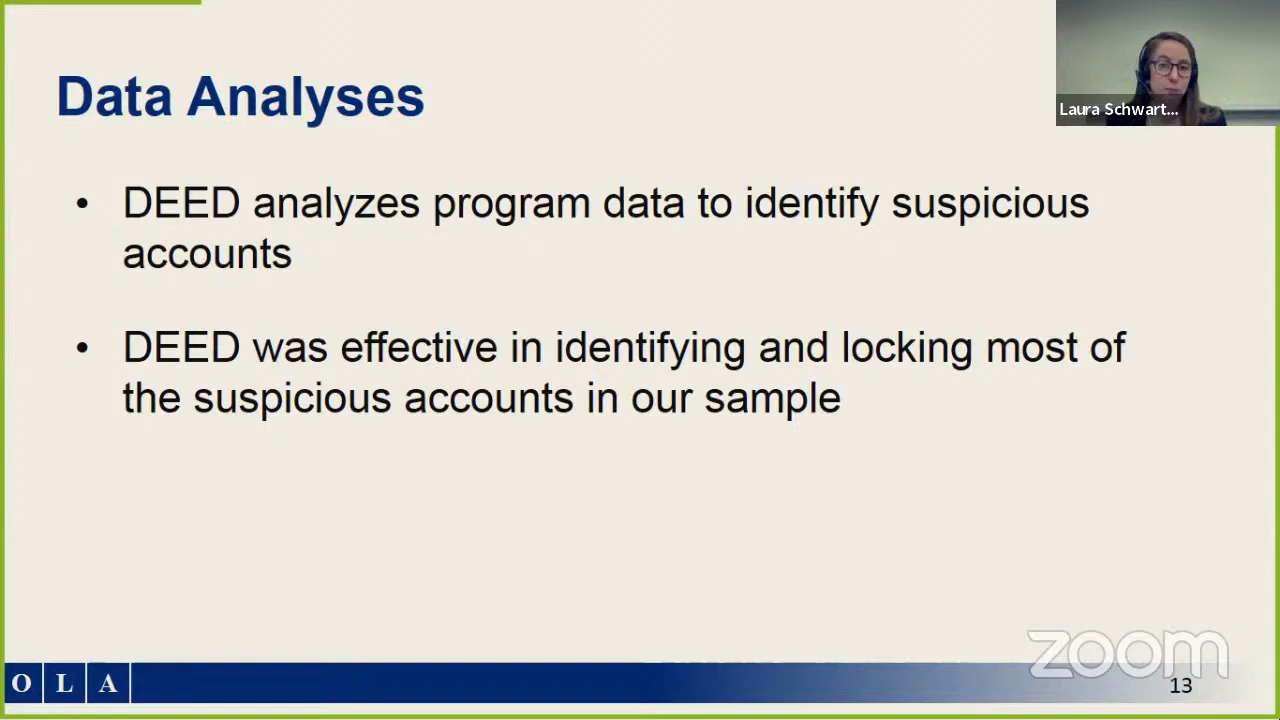 Data Analyses
Laura Schwart...
• DEED analyzes program data to identify suspicious
accounts
• DEED was effective in identifying and locking most of
the suspicious accounts in our sample
zoom
O L A
13